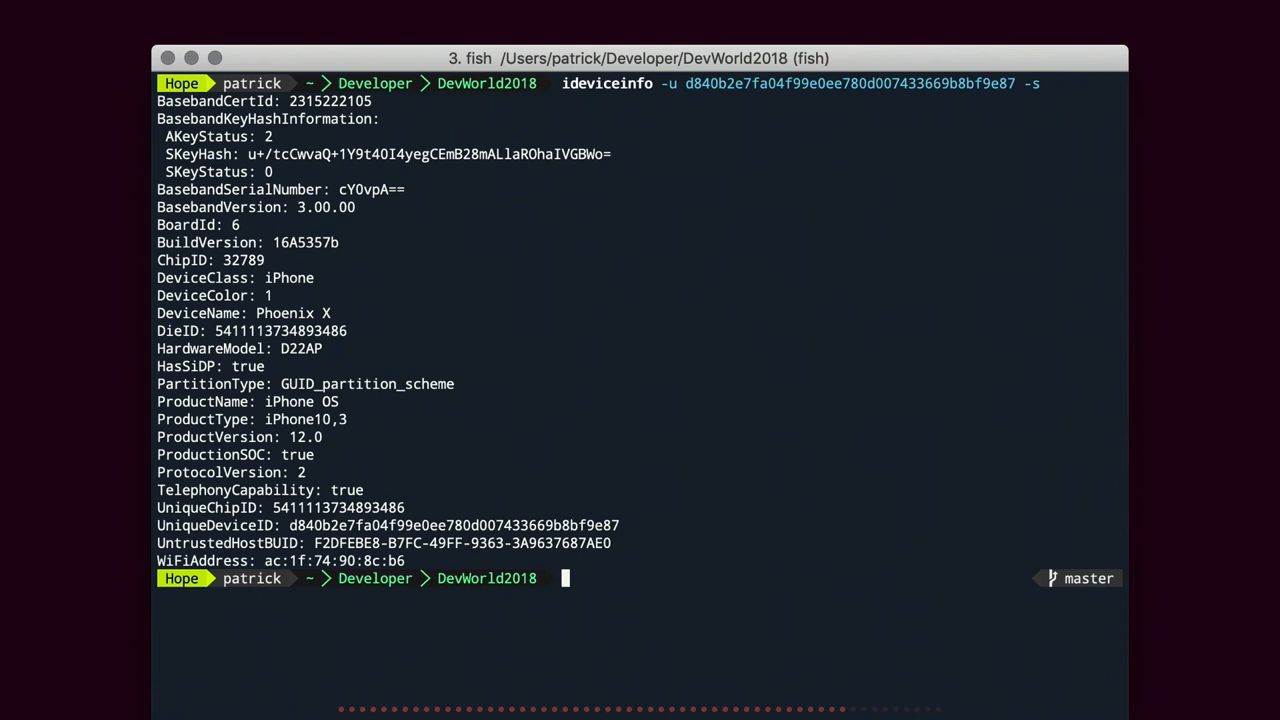 3. fish  /Users/patrick/Developer/DevWorld2018 (fish)
Hope patrick ~ Developer DevWorld2018 ideviceinfo -u d840b2e7fa04f99e0ee780d007433669b8bf9e87 -s
BasebandCertId: 2315222105
BasebandKeyHashInformation:
 AKeyStatus: 2
 SKeyHash: u+/tcCwvaQ+1Y9t40I4yegCEmB28mALlaROhaIVGBWo=
 SKeyStatus: 0
BasebandSerialNumber: cY0vpA==
BasebandVersion: 3.00.00
BoardId: 6
BuildVersion: 16A5357b
ChipID: 32789
DeviceClass: iPhone
DeviceColor: 1
DeviceName: Phoenix X
DieID: 5411113734893486
HardwareModel: D22AP
HasSiDP: true
PartitionType: GUID_partition_scheme
ProductName: iPhone OS
ProductType: iPhone10,3
ProductVersion: 12.0
ProductionSOC: true
ProtocolVersion: 2
TelephonyCapability: true
UniqueChipID: 5411113734893486
UniqueDeviceID: d840b2e7fa04f99e0ee780d007433669b8bf9e87
UntrustedHostBUID: F2DFEBE8-B7FC-49FF-9363-3A9637687AE0
WiFiAddress: ac:1f:74:90:8c:b6
Hope patrick ~ Developer DevWorld2018 master